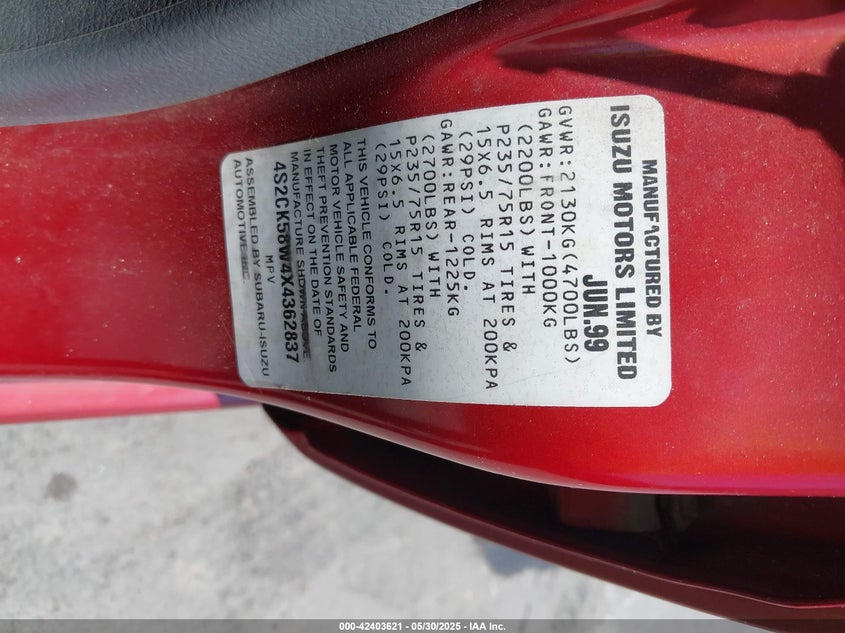 MANUFACTURED BY
ISUZU MOTORS LIMITED
JUN.99
GVWR:2130KG(4700LBS)
GAWR:FRONT-1000KG
(2200LBS) WITH
P235/75R15 TIRES &
15X6.5 RIMS AT 200KPA
(29PSI) COLD.
GAWR:REAR-1225KG
(2700LBS) WITH
P235/75R15 TIRES &
15X6.5 RIMS AT 200KPA
(29PSI) COLD.
THIS VEHICLE CONFORMS TO
ALL APPLICABLE FEDERAL
MOTOR VEHICLE SAFETY AND
THEFT PREVENTION STANDARDS
IN EFFECT ON THE DATE OF
MANUFACTURE SHOWN ABOVE
4S2CK58W4X4362837
MPV
ASSEMBLED BY SUBARU-ISUZU
AUTOMOTIVE INC.
000-42403621 - 05/30/2025 - IAA Inc.